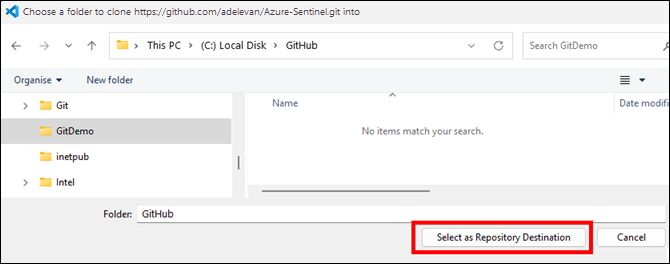 Choose a folder to clone https://github.com/adelevan/Azure-Sentinel.git into
This PC > (C:) Local Disk > GitHub
Search GitDemo
Organise New folder
Git
GitDemo
inetpub
Intel
Name Date modifi
No items match your search.
Folder: GitHub
Select as Repository Destination Cancel